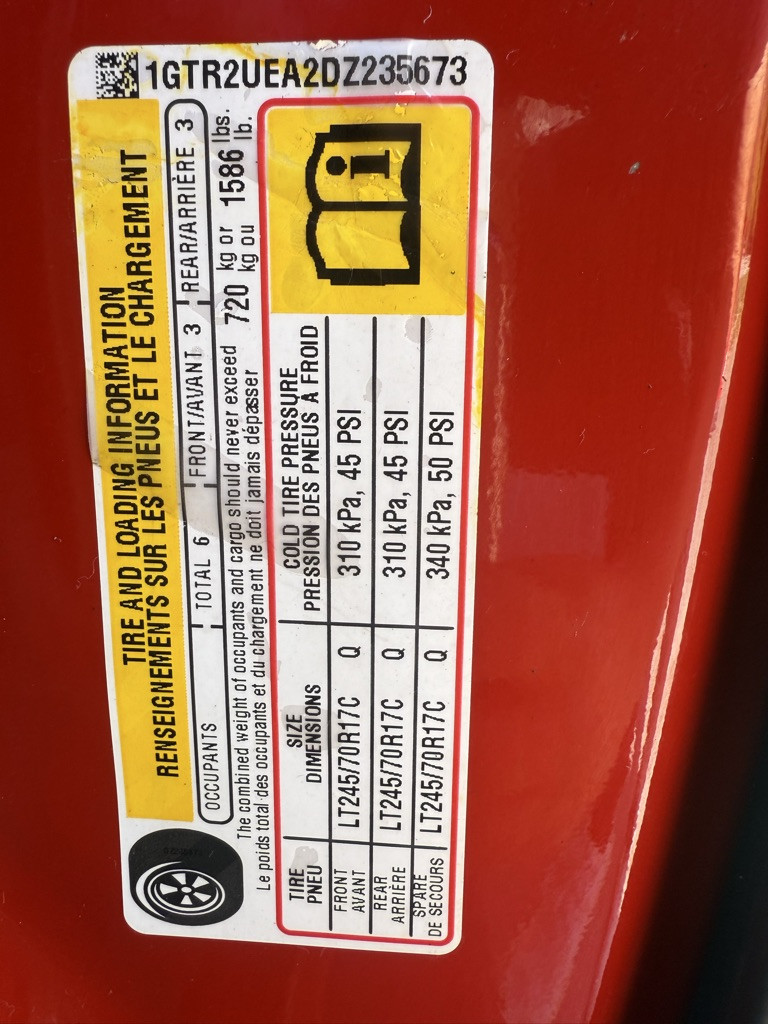 1GTR2UEA2DZ235673
TIRE AND LOADING INFORMATION
RENSEIGNEMENTS SUR LES PNEUS ET LE CHARGEMENT
OCCUPANTS TOTAL 6 FRONT/AVANT 3 REAR/ARRIÈRE 3
The combined weight of occupants and cargo should never exceed 720 kg or 1586 lbs.
Le poids total des occupants et du chargement ne doit jamais dépasser kg ou lb.
TIRE SIZE COLD TIRE PRESSURE
PNEU DIMENSIONS PRESSION DES PNEUS À FROID
FRONT
AVANT LT245/70R17C Q 310 kPa, 45 PSI
REAR
ARRIÈRE LT245/70R17C Q 310 kPa, 45 PSI
SPARE
DE SECOURS LT245/70R17C Q 340 kPa, 50 PSI